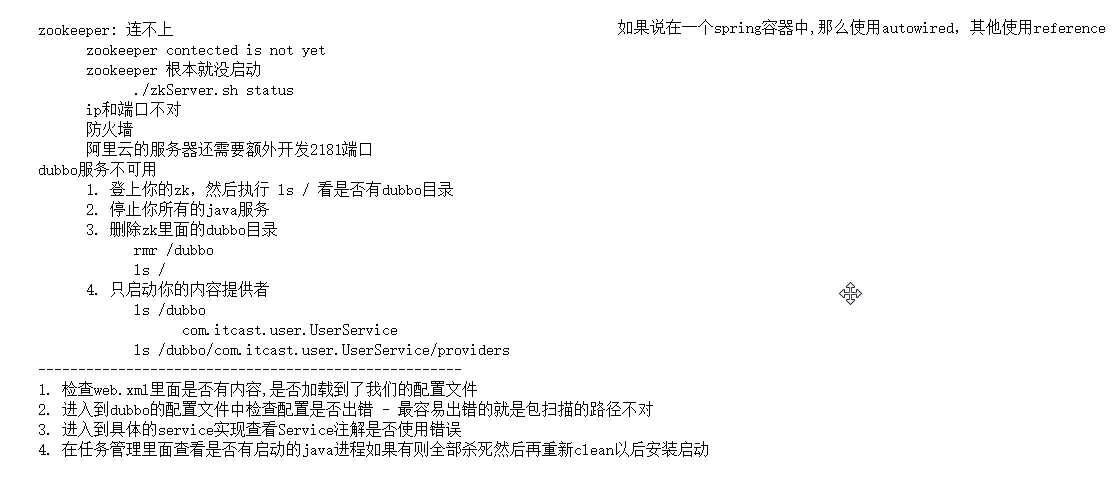 zookeeper: 连不上
zookeeper contected is not yet
zookeeper 根本就没启动
./zkServer.sh status
ip和端口不对
防火墙
阿里云的服务器还需要额外开发2181端口
dubbo服务不可用
1. 登上你的zk，然后执行 ls / 看是否有dubbo目录
2. 停止你所有的java服务
3. 删除zk里面的dubbo目录
rmr /dubbo
ls /
4. 只启动你的内容提供者
ls /dubbo
com.itcast.user.UserService
ls /dubbo/com.itcast.user.UserService/providers
-----------------------------------------------------
1. 检查web.xml里面是否有内容,是否加载到了我们的配置文件
2. 进入到dubbo的配置文件中检查配置是否出错 - 最容易出错的就是包扫描的路径不对
3. 进入到具体的service实现查看Service注解是否使用错误
4. 在任务管理里面查看是否有启动的java进程如果有则全部杀死然后再重新clean以后安装启动
如果说在一个spring容器中,那么使用autowired，其他使用reference